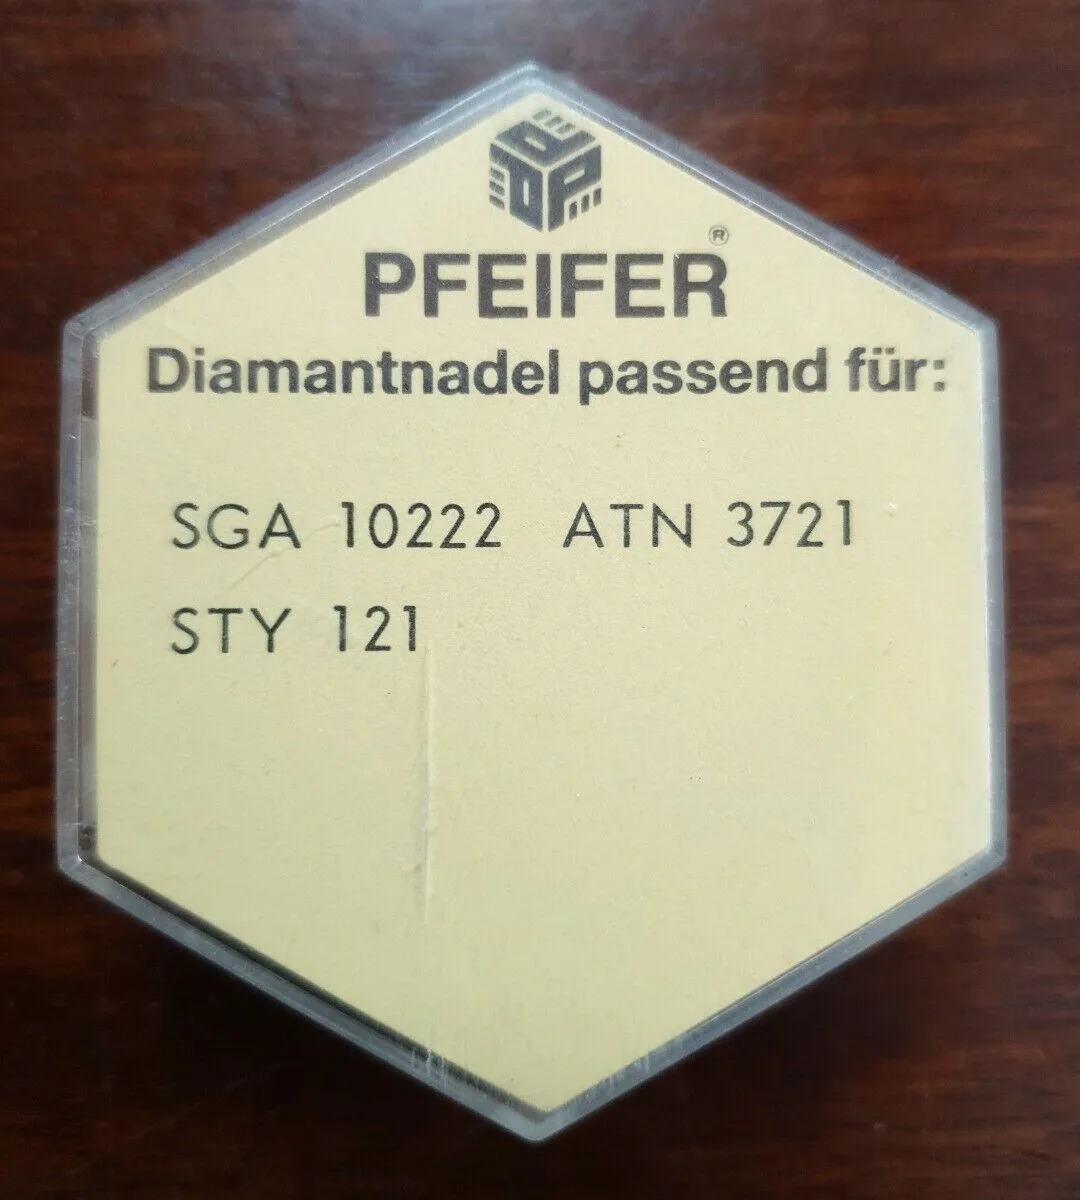 PFEIFER®
Diamantnadel passend für:
SGA 10222 ATN 3721
STY 121